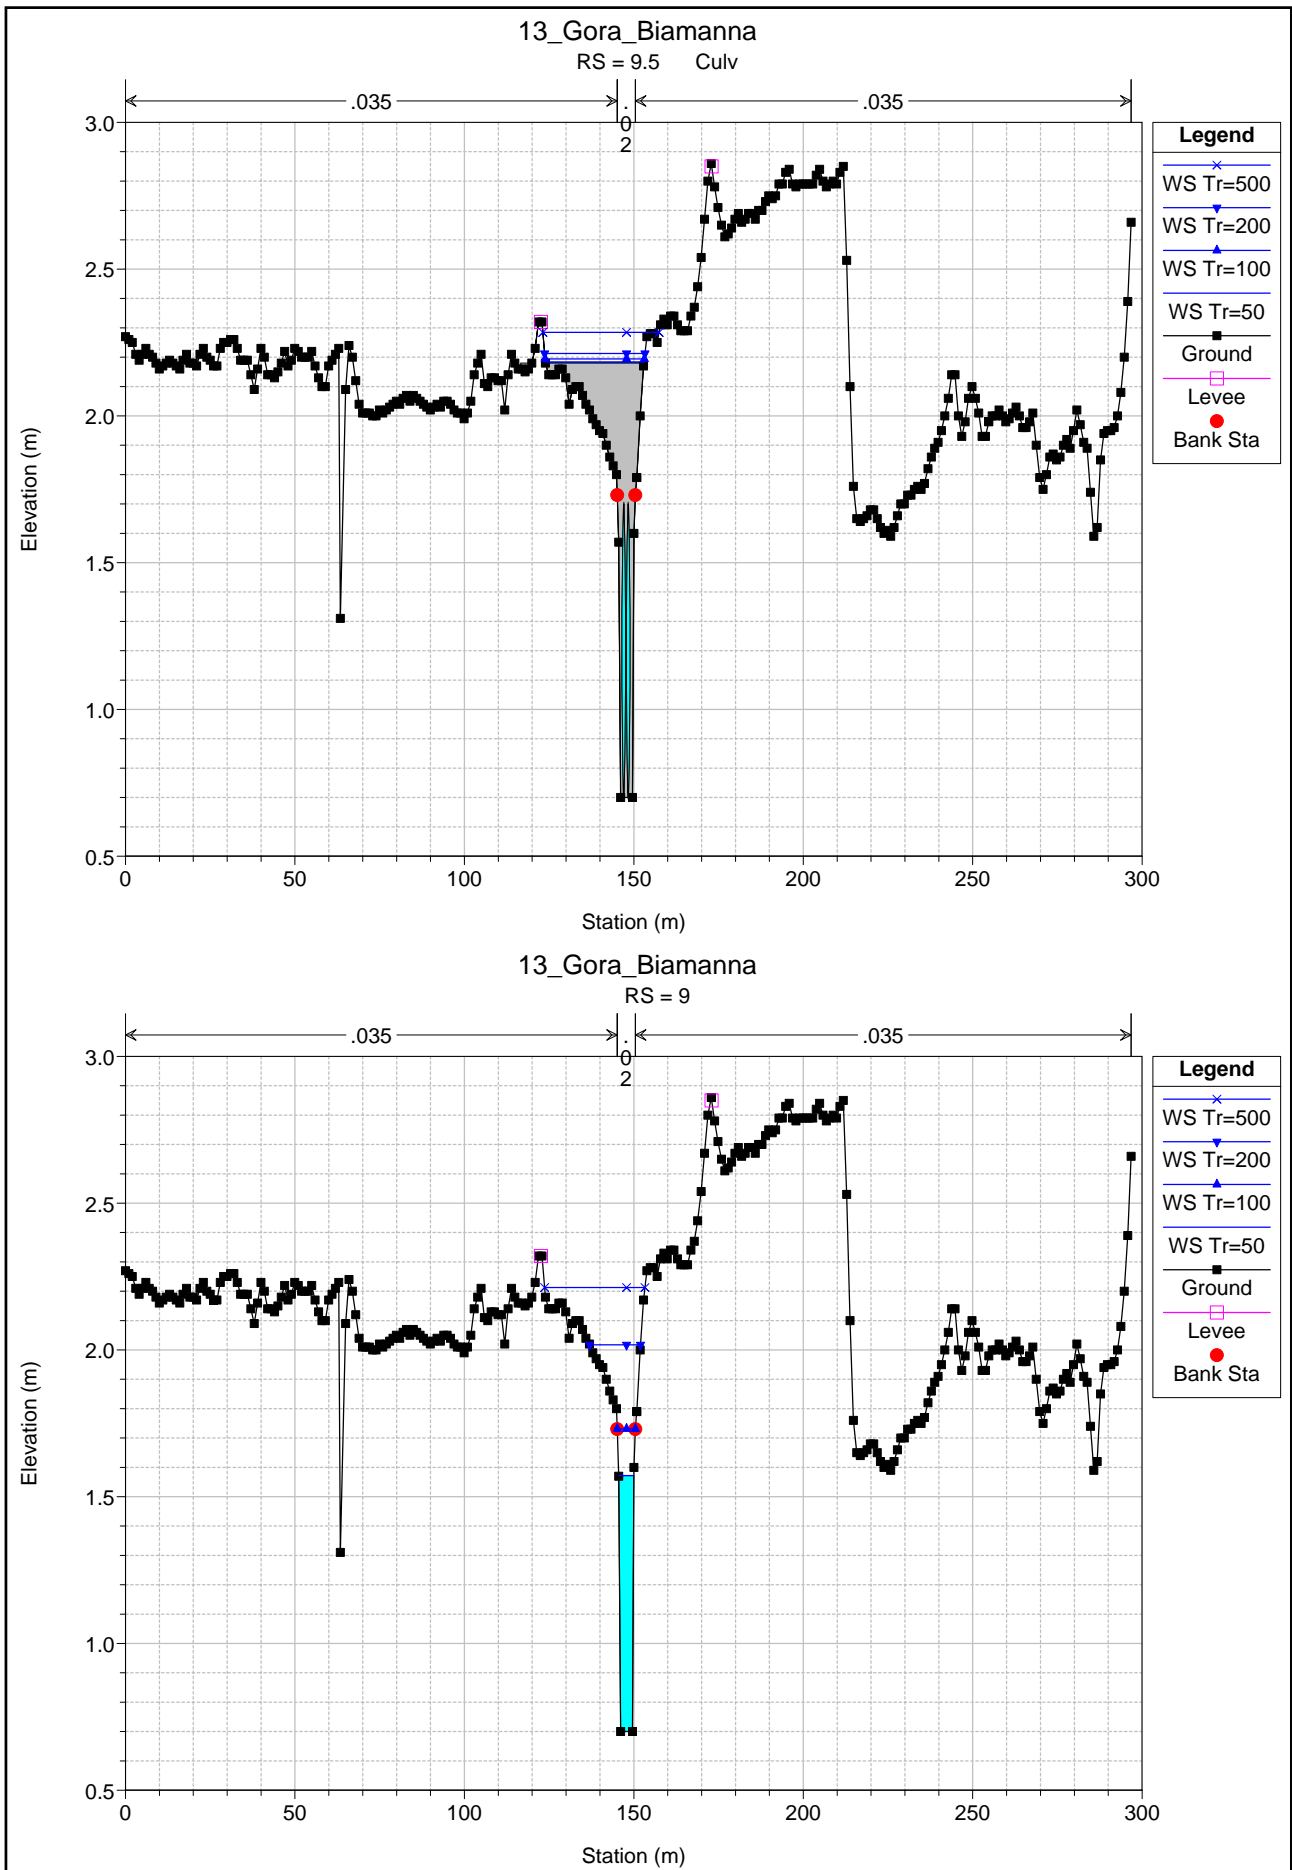 13_Gora_Biamanna
RS = 9.5 Culv
.035
.02
.035
3.0
2.5
2.0
1.5
1.0
0.5
0
50
100
150
200
250
300
Elevation (m)
Station (m)
Legend
WS Tr=500
WS Tr=200
WS Tr=100
WS Tr=50
Ground
Levee
Bank Sta
13_Gora_Biamanna
RS = 9
.035
.02
.035
3.0
2.5
2.0
1.5
1.0
0.5
0
50
100
150
200
250
300
Elevation (m)
Station (m)
Legend
WS Tr=500
WS Tr=200
WS Tr=100
WS Tr=50
Ground
Levee
Bank Sta